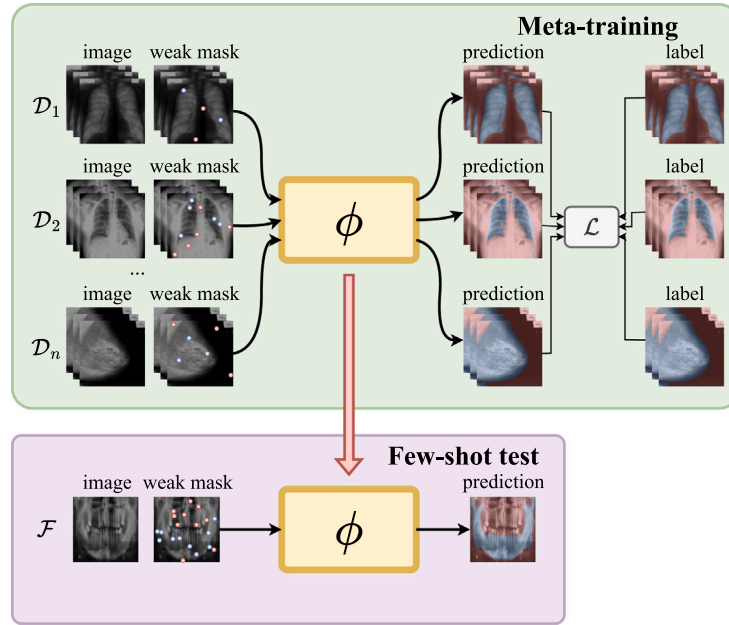 Meta-training
image weak mask prediction label
𝒟₁
image weak mask prediction label
𝒟₂
ϕ
ℒ
...
image weak mask prediction label
𝒟ₙ
Few-shot test
image weak mask prediction
ℱ
ϕ